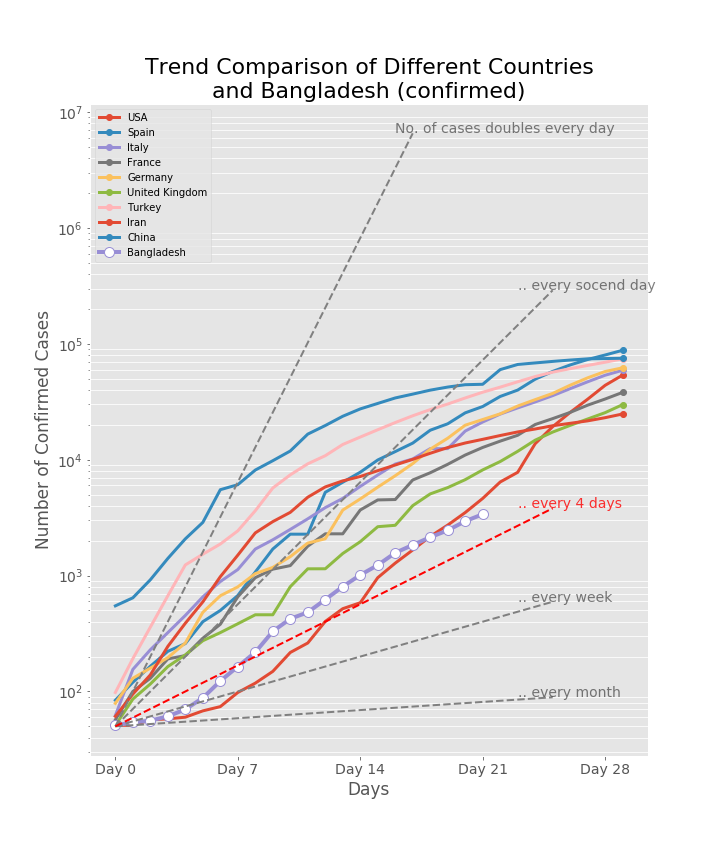 Trend Comparison of Different Countries
and Bangladesh (confirmed)
Number of Confirmed Cases
10^7
10^6
10^5
10^4
10^3
10^2
USA
Spain
Italy
France
Germany
United Kingdom
Turkey
Iran
China
Bangladesh
No. of cases doubles every day
.. every socend day
.. every 4 days
.. every week
.. every month
Day 0 Day 7 Day 14 Day 21 Day 28
Days